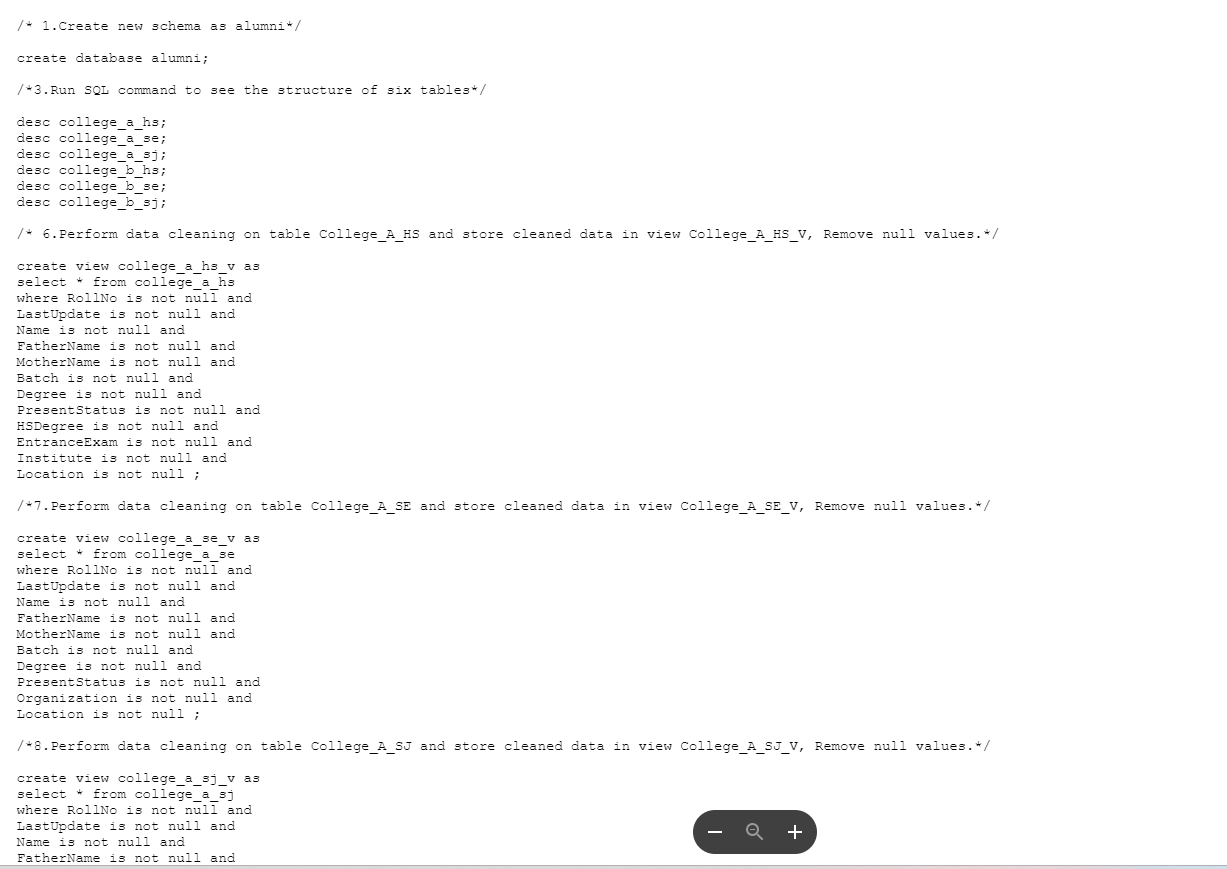 /* 1.Create new schema as alumni*/
create database alumni;
/*3.Run SQL command to see the structure of six tables*/
desc college_a_hs;
desc college_a_se;
desc college_a_sj;
desc college_b_hs;
desc college_b_se;
desc college_b_sj;
/* 6.Perform data cleaning on table College_A_HS and store cleaned data in view College_A_HS_V, Remove null values.*/
create view college_a_hs_v as
select * from college_a_hs
where RollNo is not null and
LastUpdate is not null and
Name is not null and
FatherName is not null and
MotherName is not null and
Batch is not null and
Degree is not null and
PresentStatus is not null and
HSDegree is not null and
EntranceExam is not null and
Institute is not null and
Location is not null ;
/*7.Perform data cleaning on table College_A_SE and store cleaned data in view College_A_SE_V, Remove null values.*/
create view college_a_se_v as
select * from college_a_se
where RollNo is not null and
LastUpdate is not null and
Name is not null and
FatherName is not null and
MotherName is not null and
Batch is not null and
Degree is not null and
PresentStatus is not null and
Organization is not null and
Location is not null ;
/*8.Perform data cleaning on table College_A_SJ and store cleaned data in view College_A_SJ_V, Remove null values.*/
create view college_a_sj_v as
select * from college_a_sj
where RollNo is not null and
LastUpdate is not null and
Name is not null and
FatherName is not null and